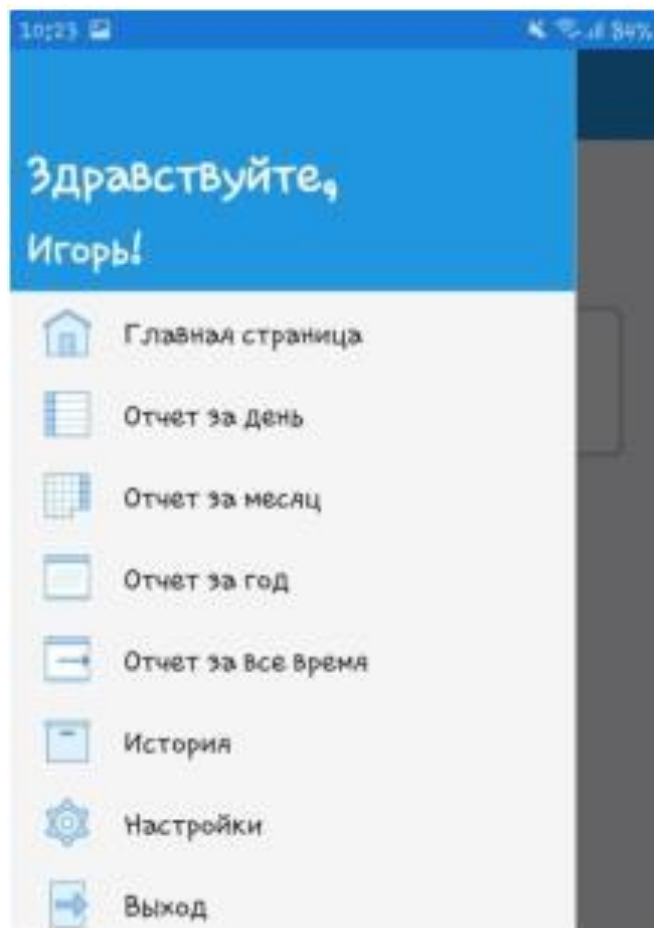 10:23
84%
Здравствуйте,
Игорь!
Главная страница
Отчет за день
Отчет за месяц
Отчет за год
Отчет за все время
История
Настройки
Выход